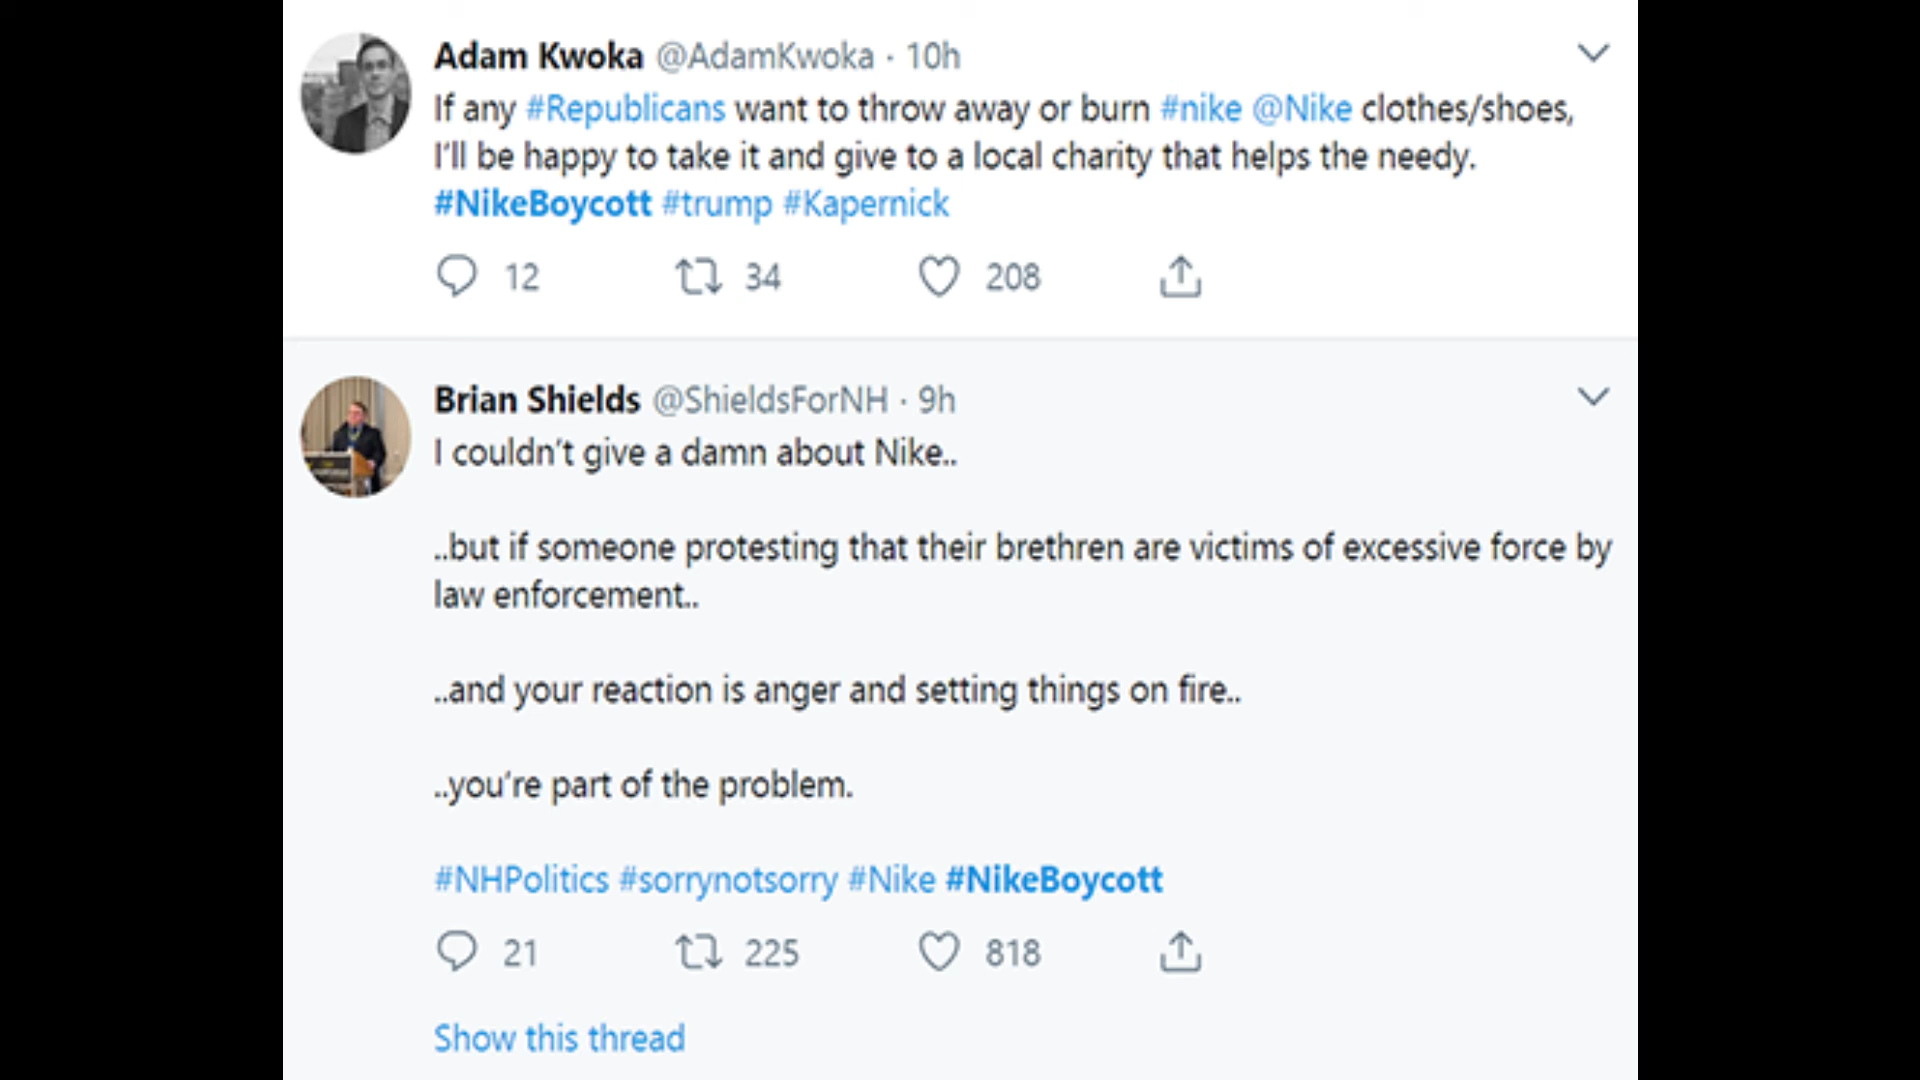 Adam Kwoka @AdamKwoka · 10h
If any #Republicans want to throw away or burn #nike @Nike clothes/shoes,
I'll be happy to take it and give to a local charity that helps the needy.
#NikeBoycott #trump #Kapernick
12 34 208
Brian Shields @ShieldsForNH · 9h
I couldn't give a damn about Nike..
..but if someone protesting that their brethren are victims of excessive force by
law enforcement..
..and your reaction is anger and setting things on fire..
..you're part of the problem.
#NHPolitics #sorrynotsorry #Nike #NikeBoycott
21 225 818
Show this thread